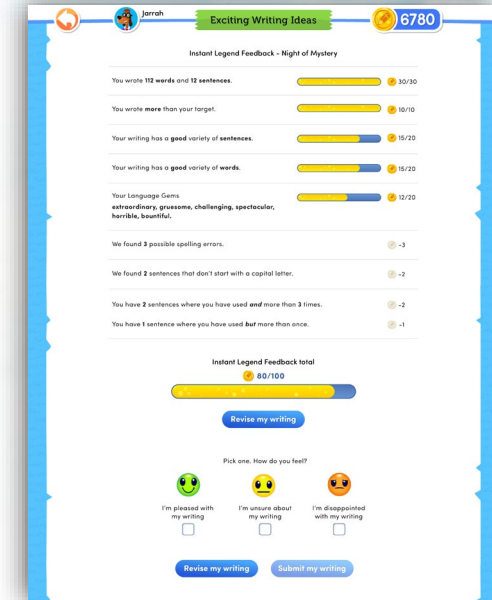 Jarrah
Exciting Writing Ideas
6780
Instant Legend Feedback - Night of Mystery
You wrote 112 words and 12 sentences.
30/30
You wrote more than your target.
10/10
Your writing has a good variety of sentences.
15/20
Your writing has a good variety of words.
15/20
Your Language Gems
extraordinary, gruesome, challenging, spectacular,
horrible, bountiful.
12/20
We found 3 possible spelling errors.
-3
We found 2 sentences that don't start with a capital letter.
-2
You have 2 sentences where you have used and more than 3 times.
-2
You have 1 sentence where you have used but more than once.
-1
Instant Legend Feedback total
80/100
Revise my writing
Pick one. How do you feel?
I'm pleased with
my writing
I'm unsure about
my writing
I'm disappointed
with my writing
Revise my writing
Submit my writing